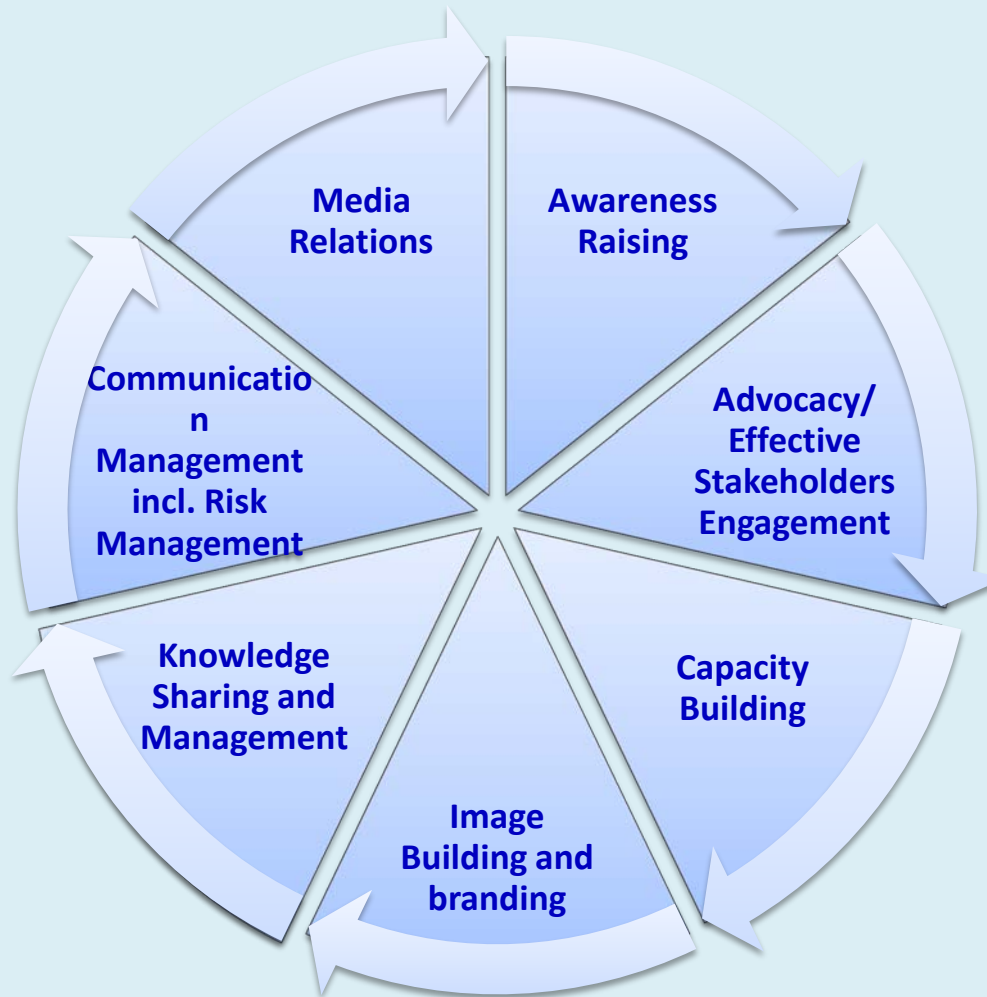 Media
Relations
Awareness
Raising
Communicatio
n
Management
incl. Risk
Management
Advocacy/
Effective
Stakeholders
Engagement
Knowledge
Sharing and
Management
Capacity
Building
Image
Building and
branding